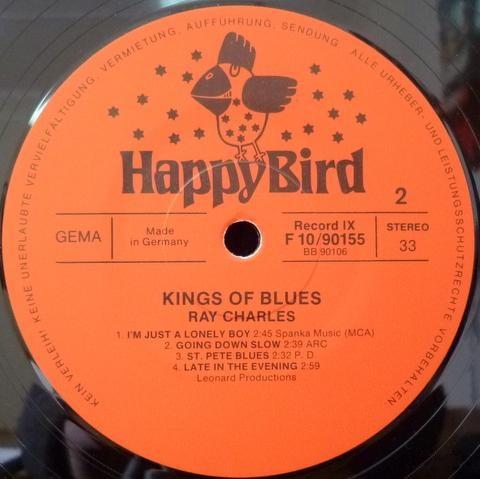 KEIN VERLEIH! KEINE UNERLAUBTE VERVIELFÄLTIGUNG, VERMIETUNG, AUFFÜHRUNG, SENDUNG ALLE URHEBER- UND LEISTUNGSSCHUTZRECHTE VORBEHALTEN
HappyBird
2
GEMA
Made
in Germany
Record IX
F 10/90155
BB 90106
STEREO
33
KINGS OF BLUES
RAY CHARLES
1. I'M JUST A LONELY BOY 2:45 Spanka Music (MCA)
2. GOING DOWN SLOW 2:39 ARC
3. ST. PETE BLUES 2:32 P. D.
4. LATE IN THE EVENING 2:59
Leonard Productions